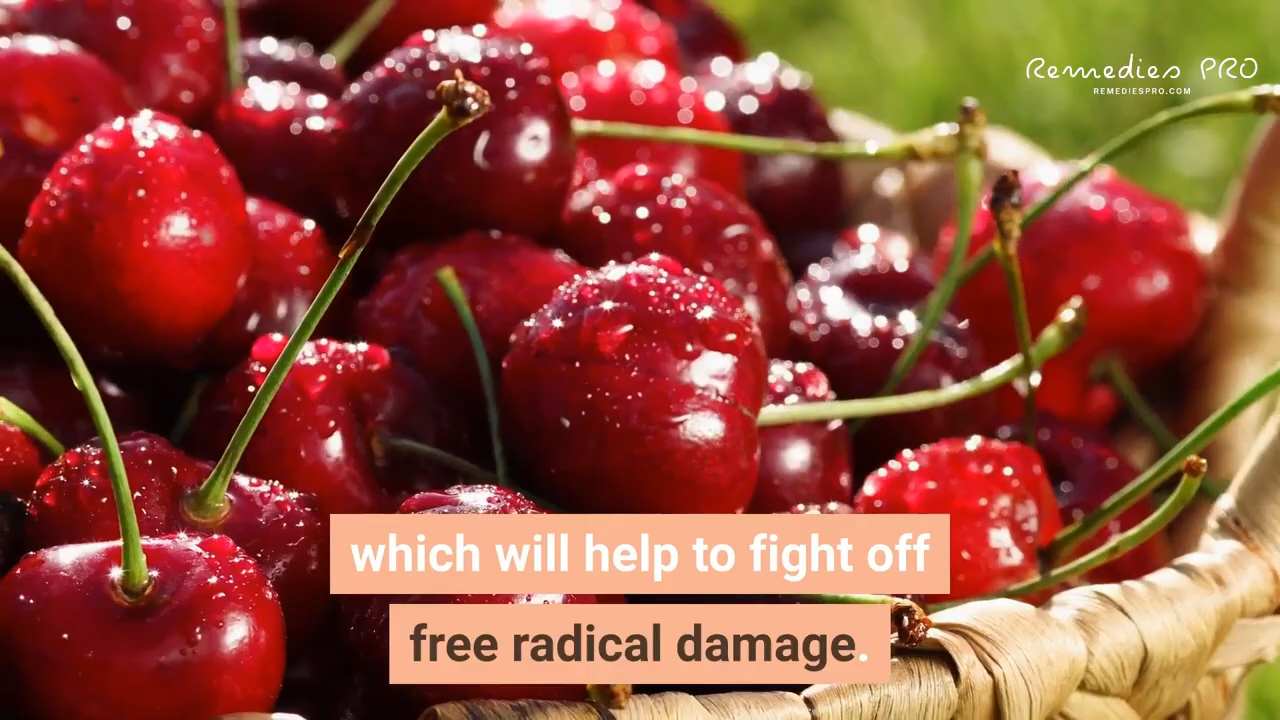 Remedies PRO
REMEDIESPRO.COM
which will help to fight off
free radical damage.